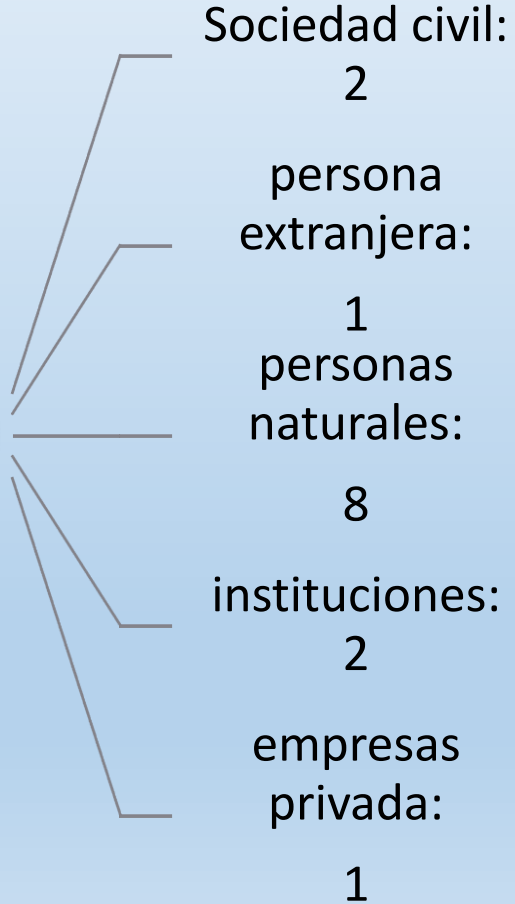 Sociedad civil:
2
persona
extranjera:
1
personas
naturales:
8
instituciones:
2
empresas
privada:
1